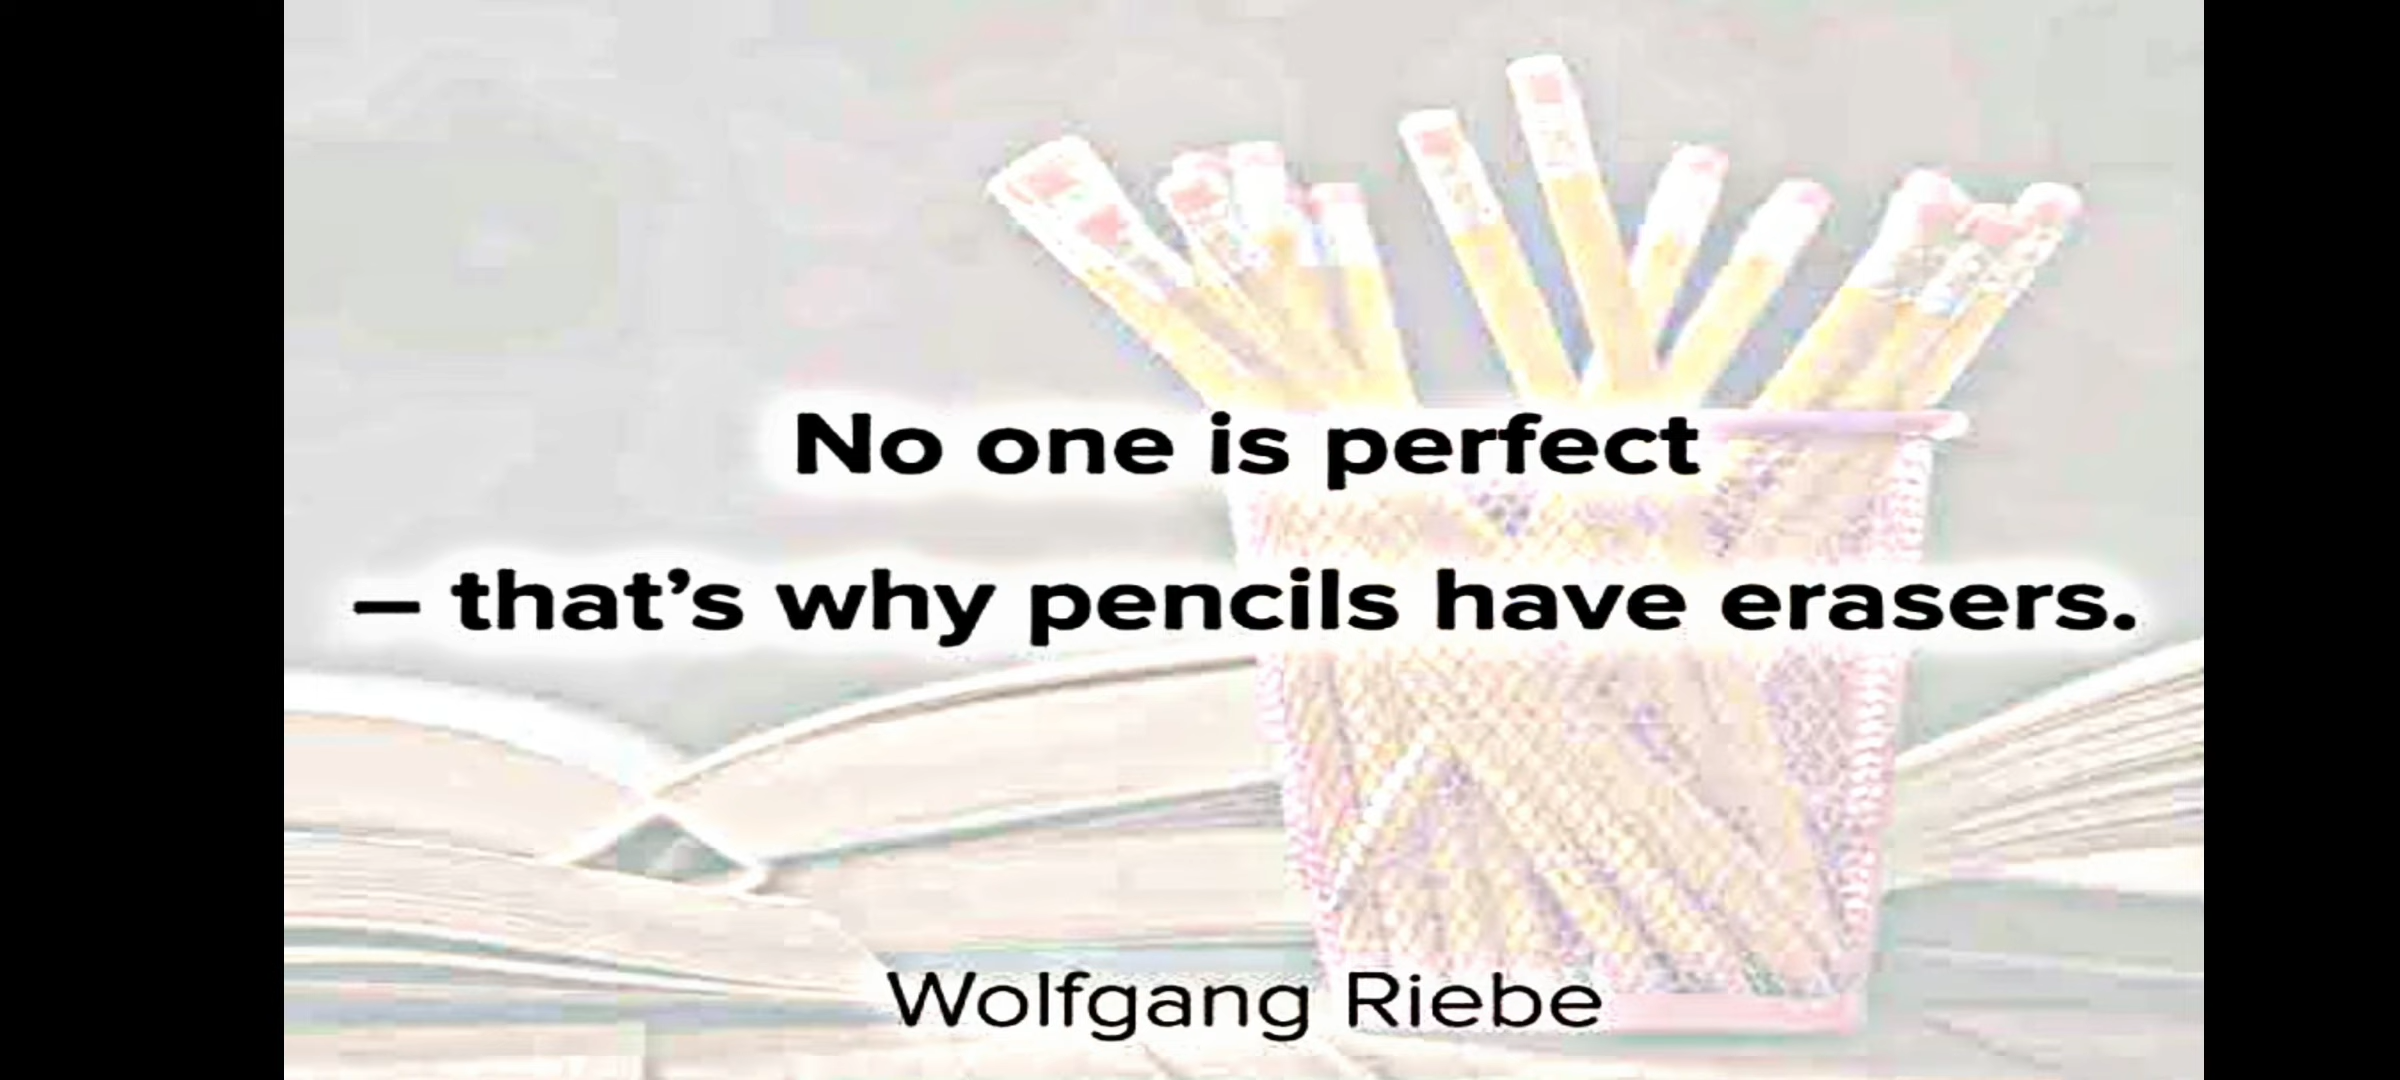 No one is perfect
– that’s why pencils have erasers.
Wolfgang Riebe